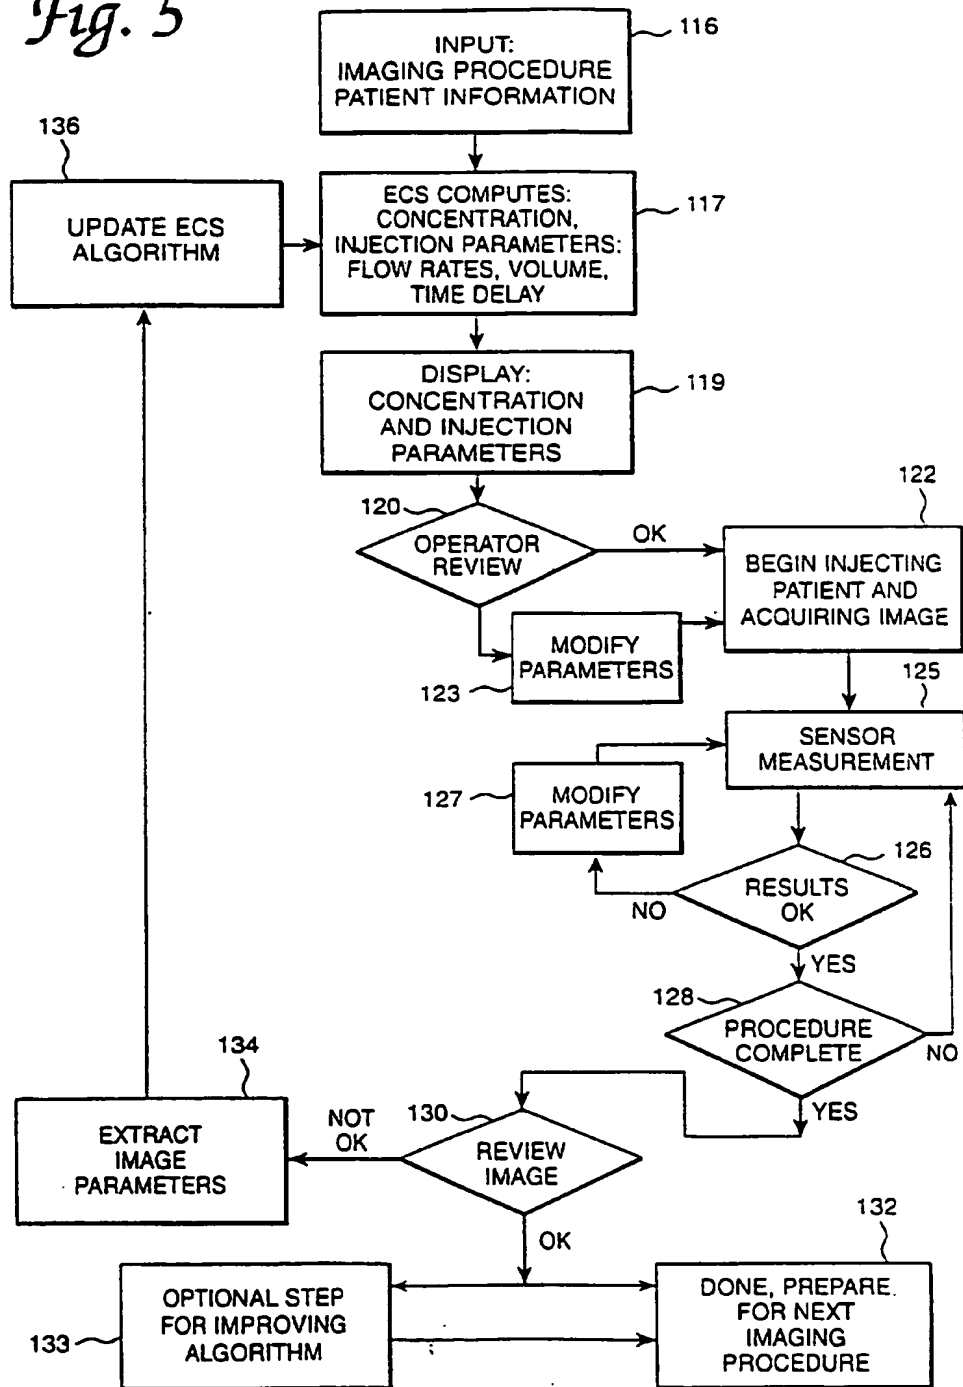 Fig. 5
INPUT:
IMAGING PROCEDURE
PATIENT INFORMATION
116
136
UPDATE ECS
ALGORITHM
ECS COMPUTES:
CONCENTRATION,
INJECTION PARAMETERS:
FLOW RATES, VOLUME,
TIME DELAY
117
DISPLAY:
CONCENTRATION
AND INJECTION
PARAMETERS
119
120
OPERATOR
REVIEW
OK
122
BEGIN INJECTING
PATIENT AND
ACQUIRING IMAGE
MODIFY
PARAMETERS
123
125
SENSOR
MEASUREMENT
127
MODIFY
PARAMETERS
126
RESULTS
OK
NO
YES
128
PROCEDURE
COMPLETE
NO
YES
134
EXTRACT
IMAGE
PARAMETERS
NOT
OK
130
REVIEW
IMAGE
OK
132
DONE, PREPARE
FOR NEXT
IMAGING
PROCEDURE
133
OPTIONAL STEP
FOR IMPROVING
ALGORITHM